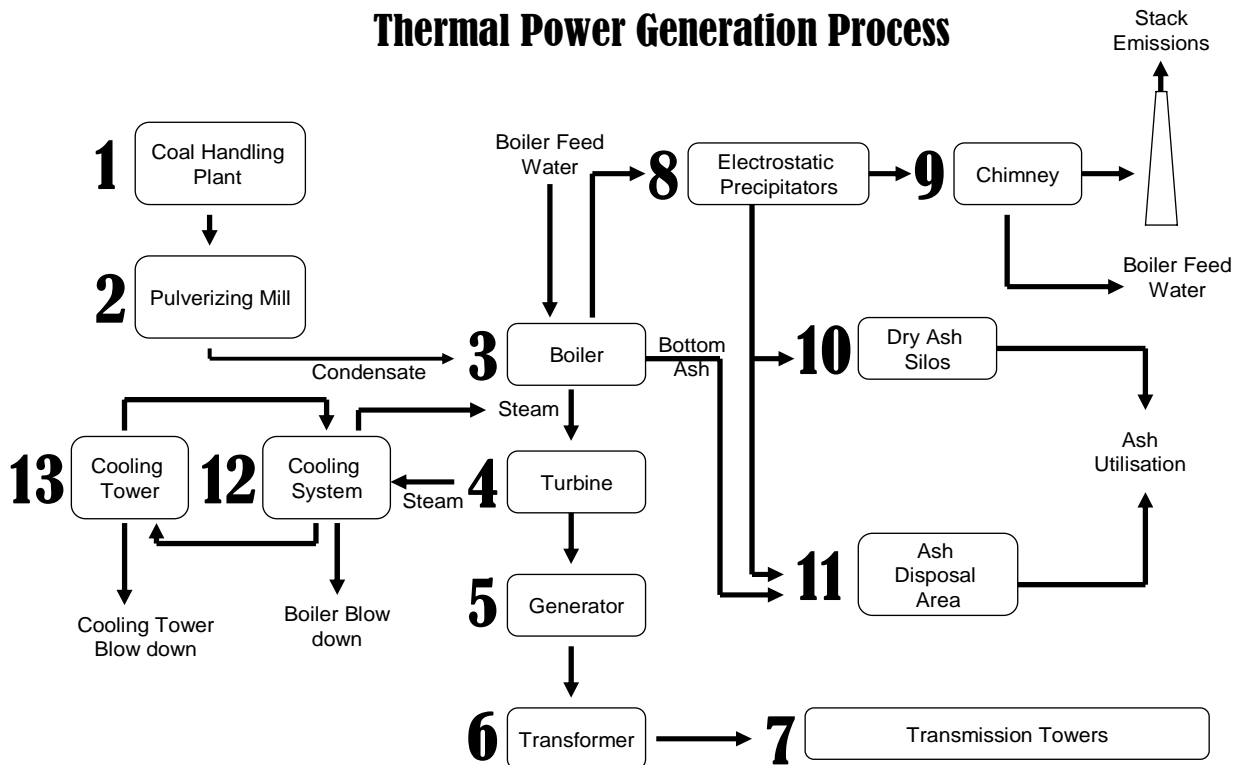 Thermal Power Generation Process
Stack
Emissions
1
Coal Handling
Plant
Boiler Feed
Water
8
Electrostatic
Precipitators
9
Chimney
2
Pulverizing Mill
Boiler Feed
Water
Condensate
3
Boiler
Bottom
Ash
10
Dry Ash
Silos
Steam
13
Cooling
Tower
12
Cooling
System
Steam
4
Turbine
Ash
Utilisation
Cooling Tower
Blow down
Boiler Blow
down
5
Generator
11
Ash
Disposal
Area
6
Transformer
7
Transmission Towers